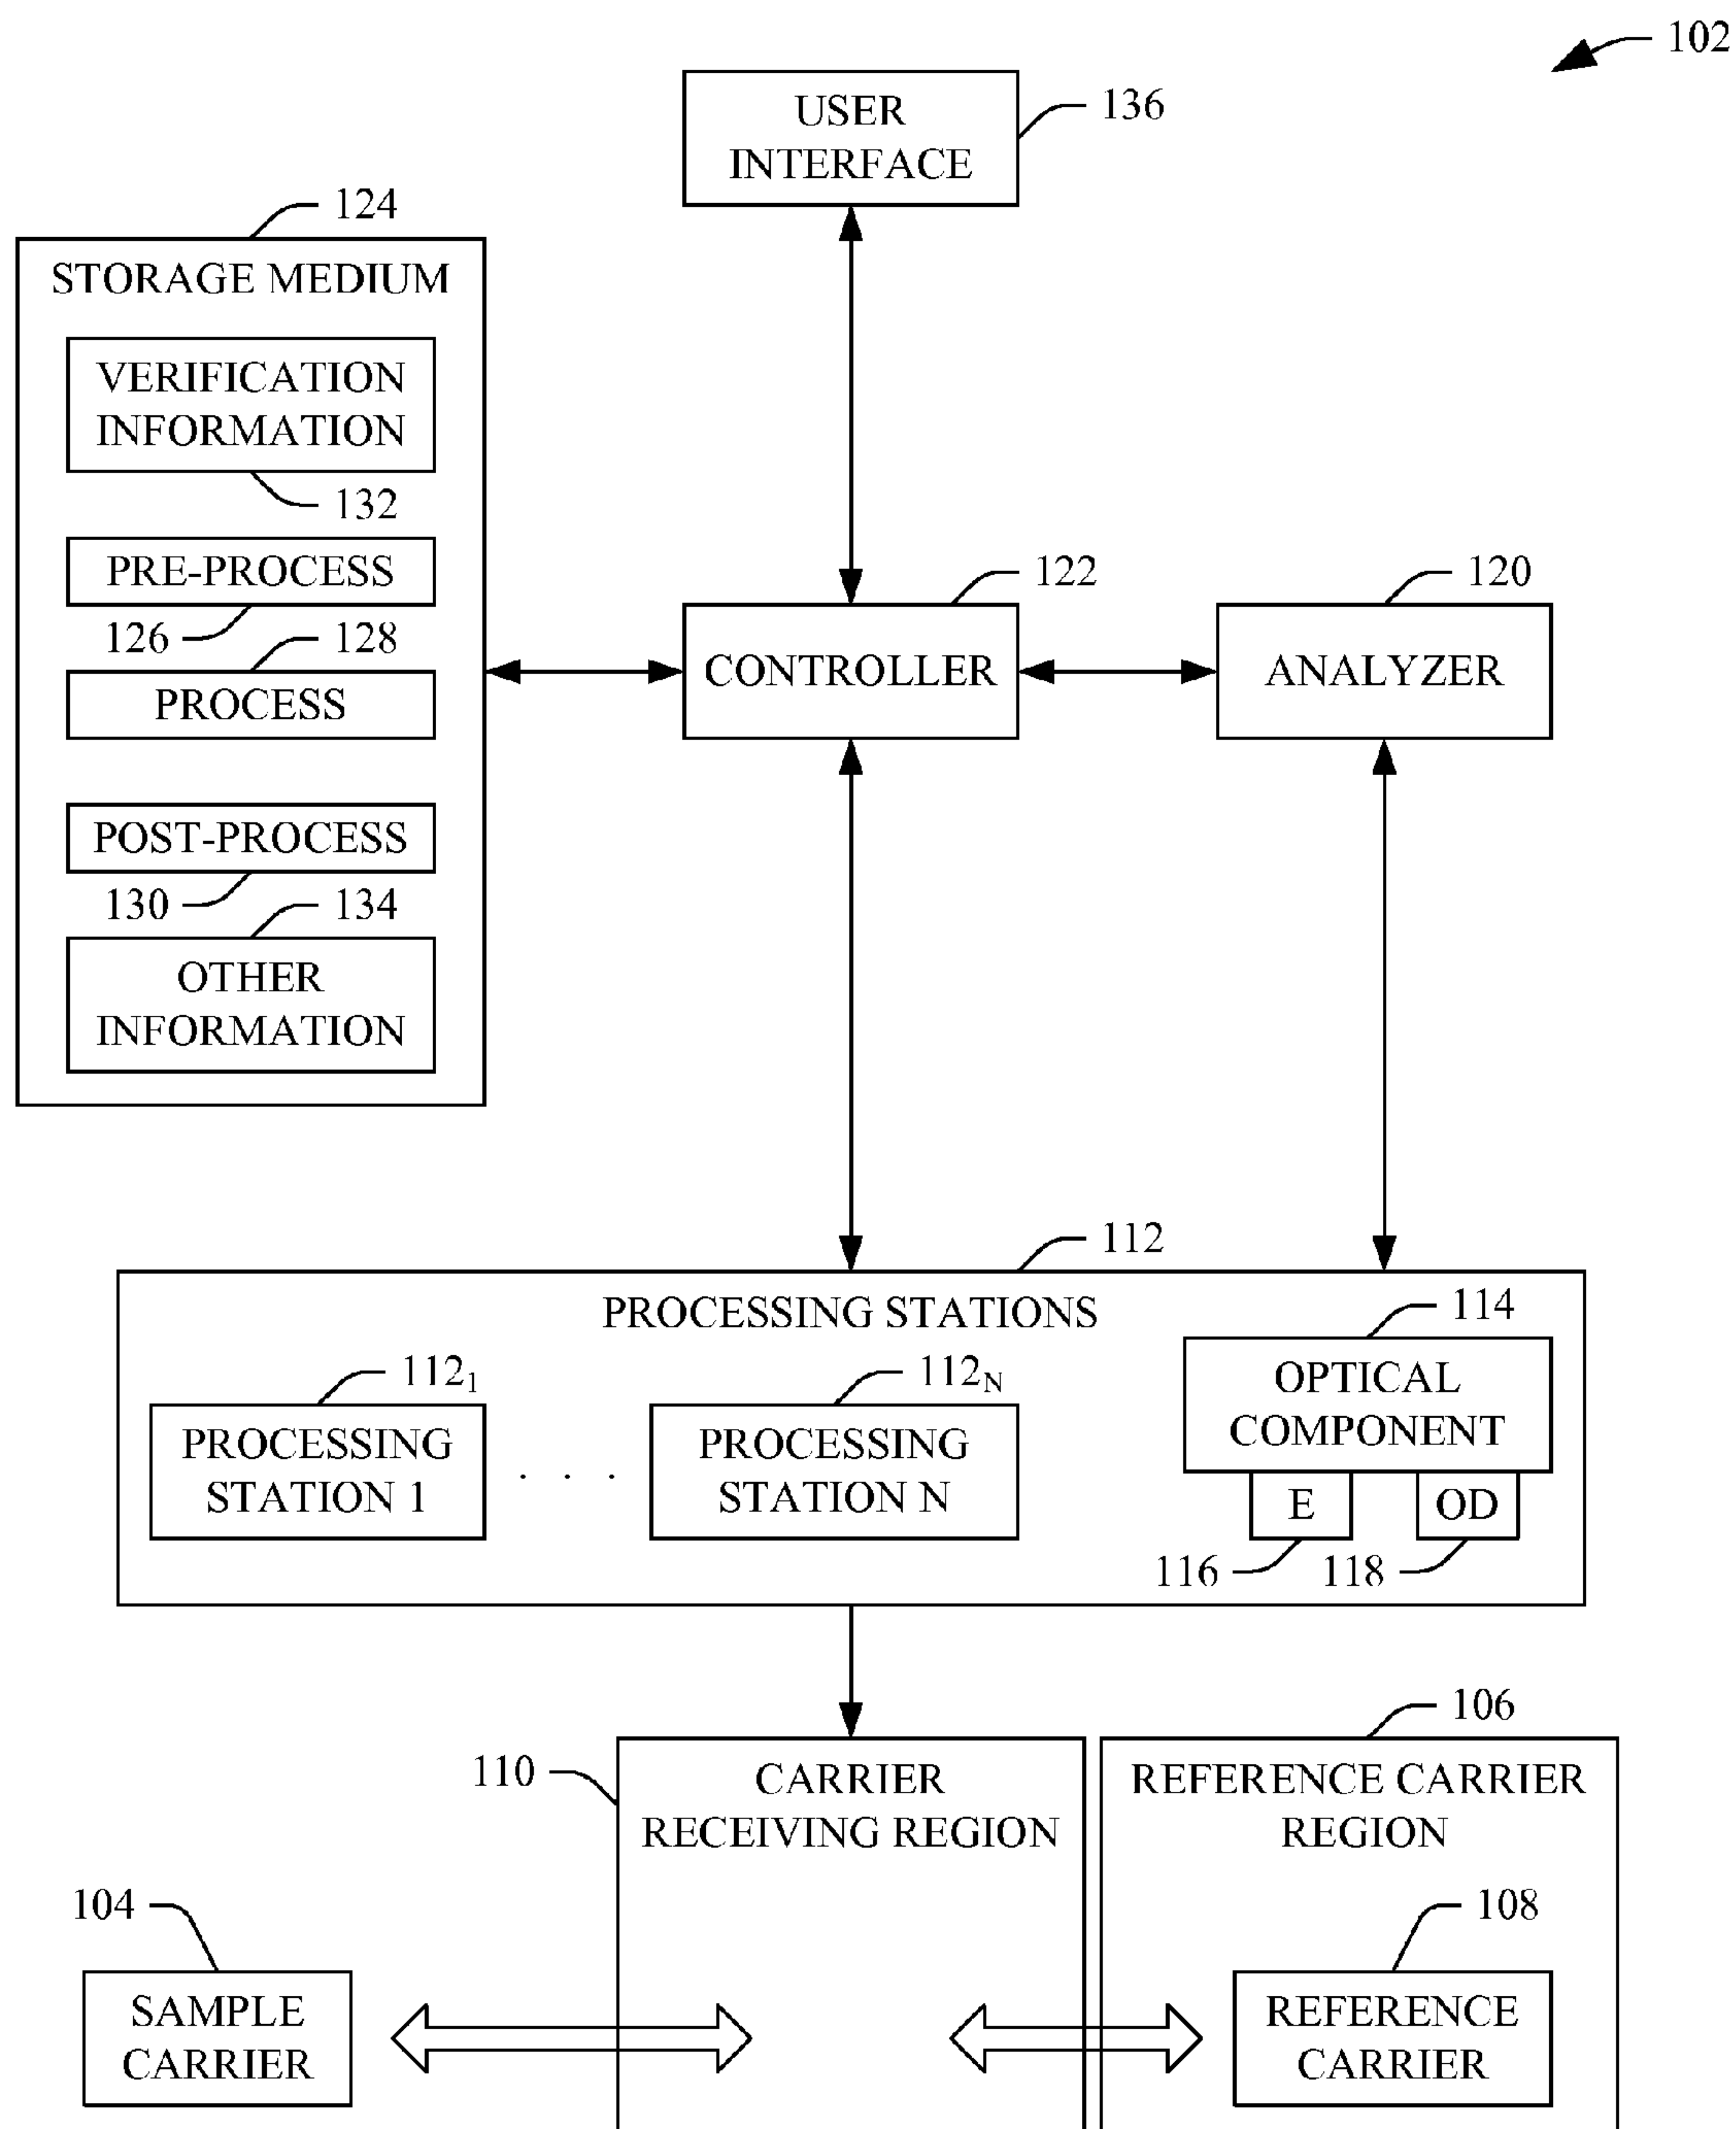 102
USER
INTERFACE
136
124
STORAGE MEDIUM
VERIFICATION
INFORMATION
132
PRE-PROCESS
126
128
PROCESS
POST-PROCESS
130
134
OTHER
INFORMATION
122
CONTROLLER
120
ANALYZER
112
PROCESSING STATIONS
112₁
PROCESSING
STATION 1
. . .
112_N
PROCESSING
STATION N
114
OPTICAL
COMPONENT
E
OD
116
118
110
CARRIER
RECEIVING REGION
106
REFERENCE CARRIER
REGION
104
SAMPLE
CARRIER
108
REFERENCE
CARRIER